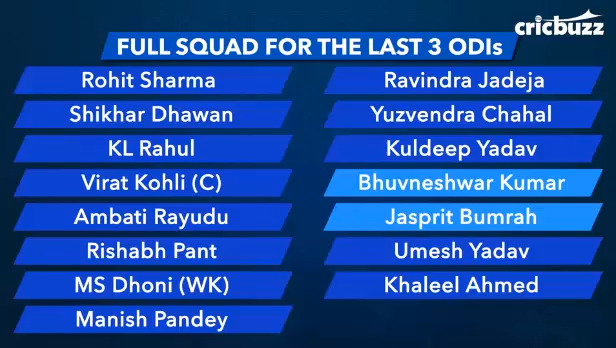 cricbuzz
FULL SQUAD FOR THE LAST 3 ODIs
Rohit Sharma
Shikhar Dhawan
KL Rahul
Virat Kohli (C)
Ambati Rayudu
Rishabh Pant
MS Dhoni (WK)
Manish Pandey
Ravindra Jadeja
Yuzvendra Chahal
Kuldeep Yadav
Bhuvneshwar Kumar
Jasprit Bumrah
Umesh Yadav
Khaleel Ahmed